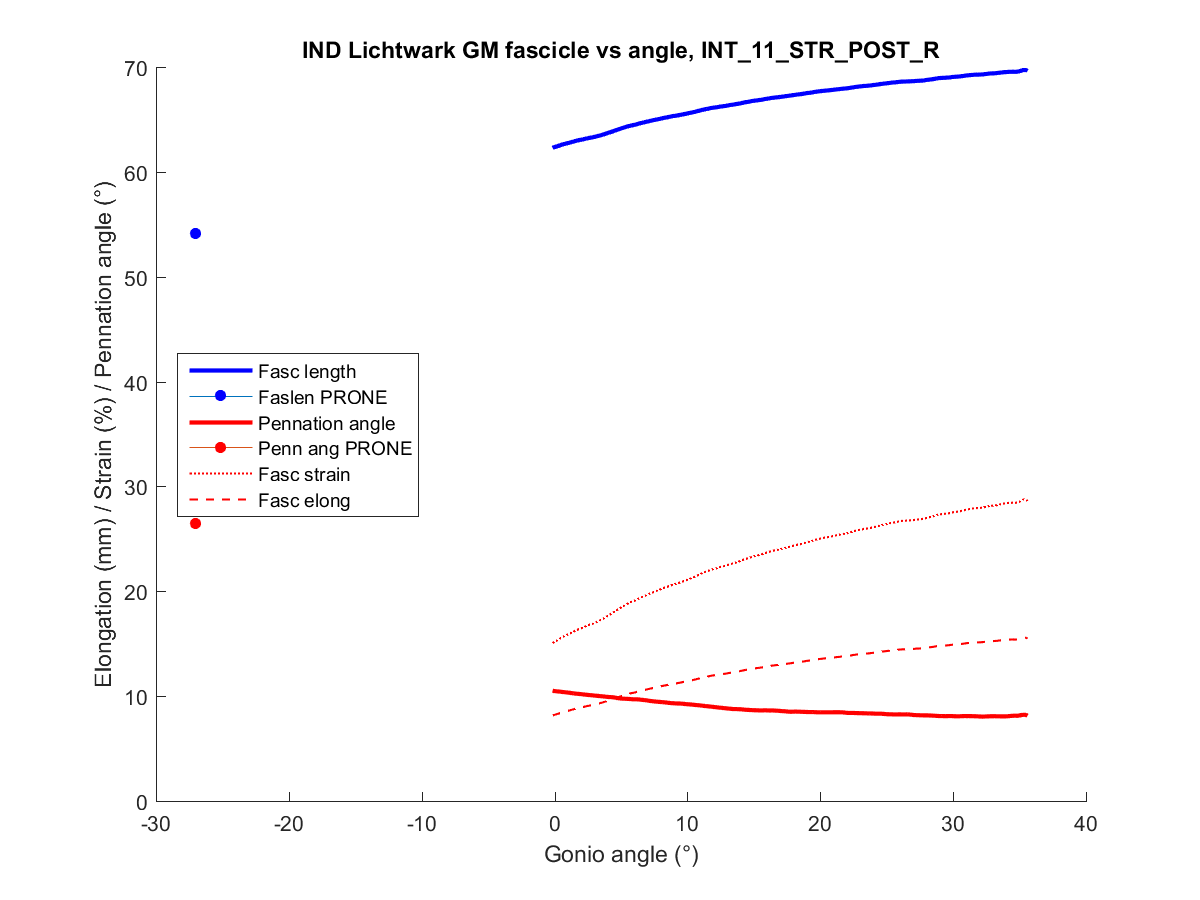 IND Lichtwark GM fascicle vs angle, INT_11_STR_POST_R
70
60
50
40
30
20
10
0
Elongation (mm) / Strain (%) / Pennation angle (°)
Fasc length
Faslen PRONE
Pennation angle
Penn ang PRONE
Fasc strain
Fasc elong
-30 -20 -10 0 10 20 30 40
Gonio angle (°)